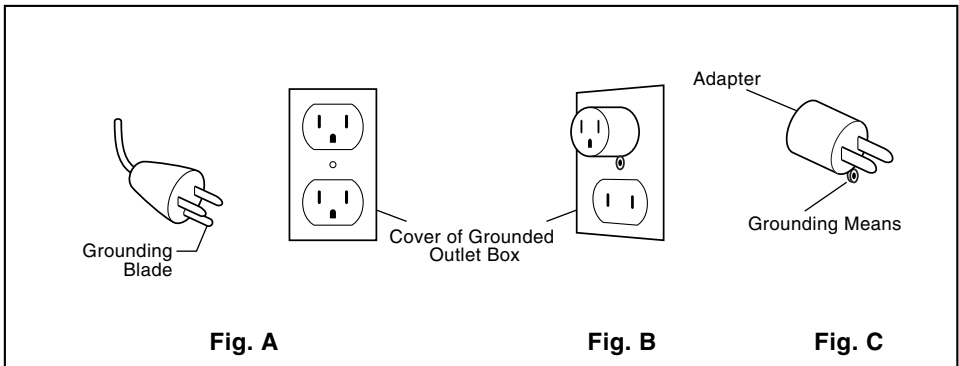 Adapter
Grounding
Blade
Cover of Grounded
Outlet Box
Grounding Means
Fig. A
Fig. B
Fig. C